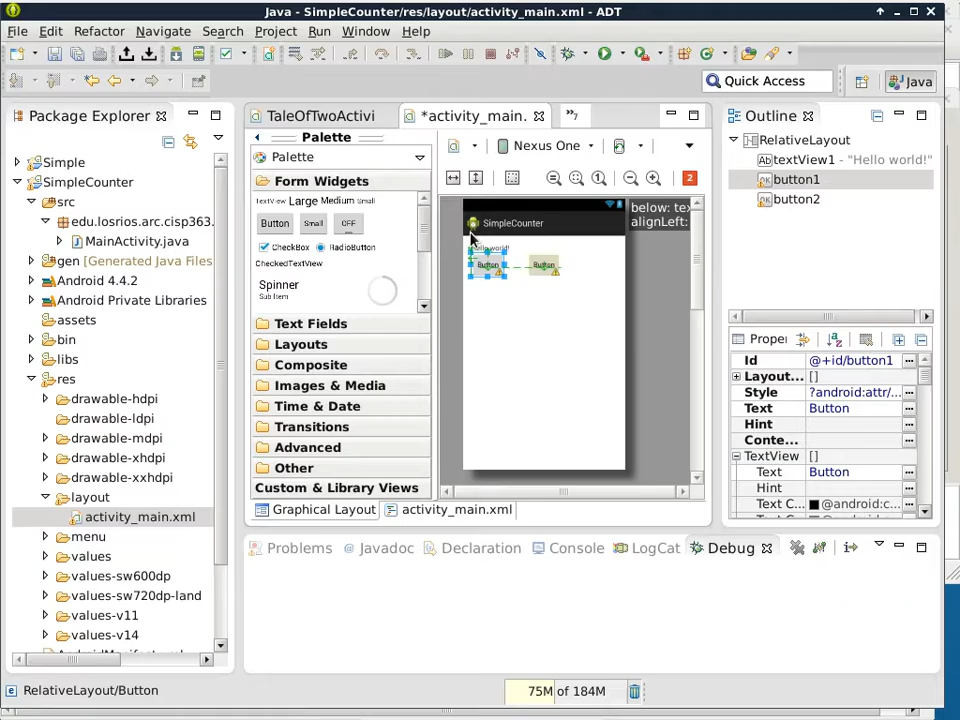 Java - SimpleCounter/res/layout/activity_main.xml - ADT
File Edit Refactor Navigate Search Project Run Window Help
Quick Access
Java
Package Explorer
Simple
SimpleCounter
src
edu.losrios.arc.cisp363.
MainActivity.java
gen [Generated Java Files]
Android 4.4.2
Android Private Libraries
assets
bin
libs
res
drawable-hdpi
drawable-ldpi
drawable-mdpi
drawable-xhdpi
drawable-xxhdpi
layout
activity_main.xml
menu
values
values-sw600dp
values-sw720dp-land
values-v11
values-v14
TaleOfTwoActivi
*activity_main.
Palette
Palette
Form Widgets
TextView Large Medium Small
Button Small OFF
CheckBox RadioButton
CheckedTextView
Spinner
Sub Item
Text Fields
Layouts
Composite
Images & Media
Time & Date
Transitions
Advanced
Other
Custom & Library Views
Graphical Layout
activity_main.xml
Nexus One
2
SimpleCounter
Hello world!
Button Button
below: te
alignLeft:
Outline
RelativeLayout
textView1 - "Hello world!"
button1
button2
Proper
Id @+id/button1
Layout... []
Style ?android:attr/...
Text Button
Hint
Conte...
TextView []
Text Button
Hint
Text C... @android:c...
Problems
@ Javadoc
Declaration
Console
LogCat
Debug
RelativeLayout/Button
75M of 184M